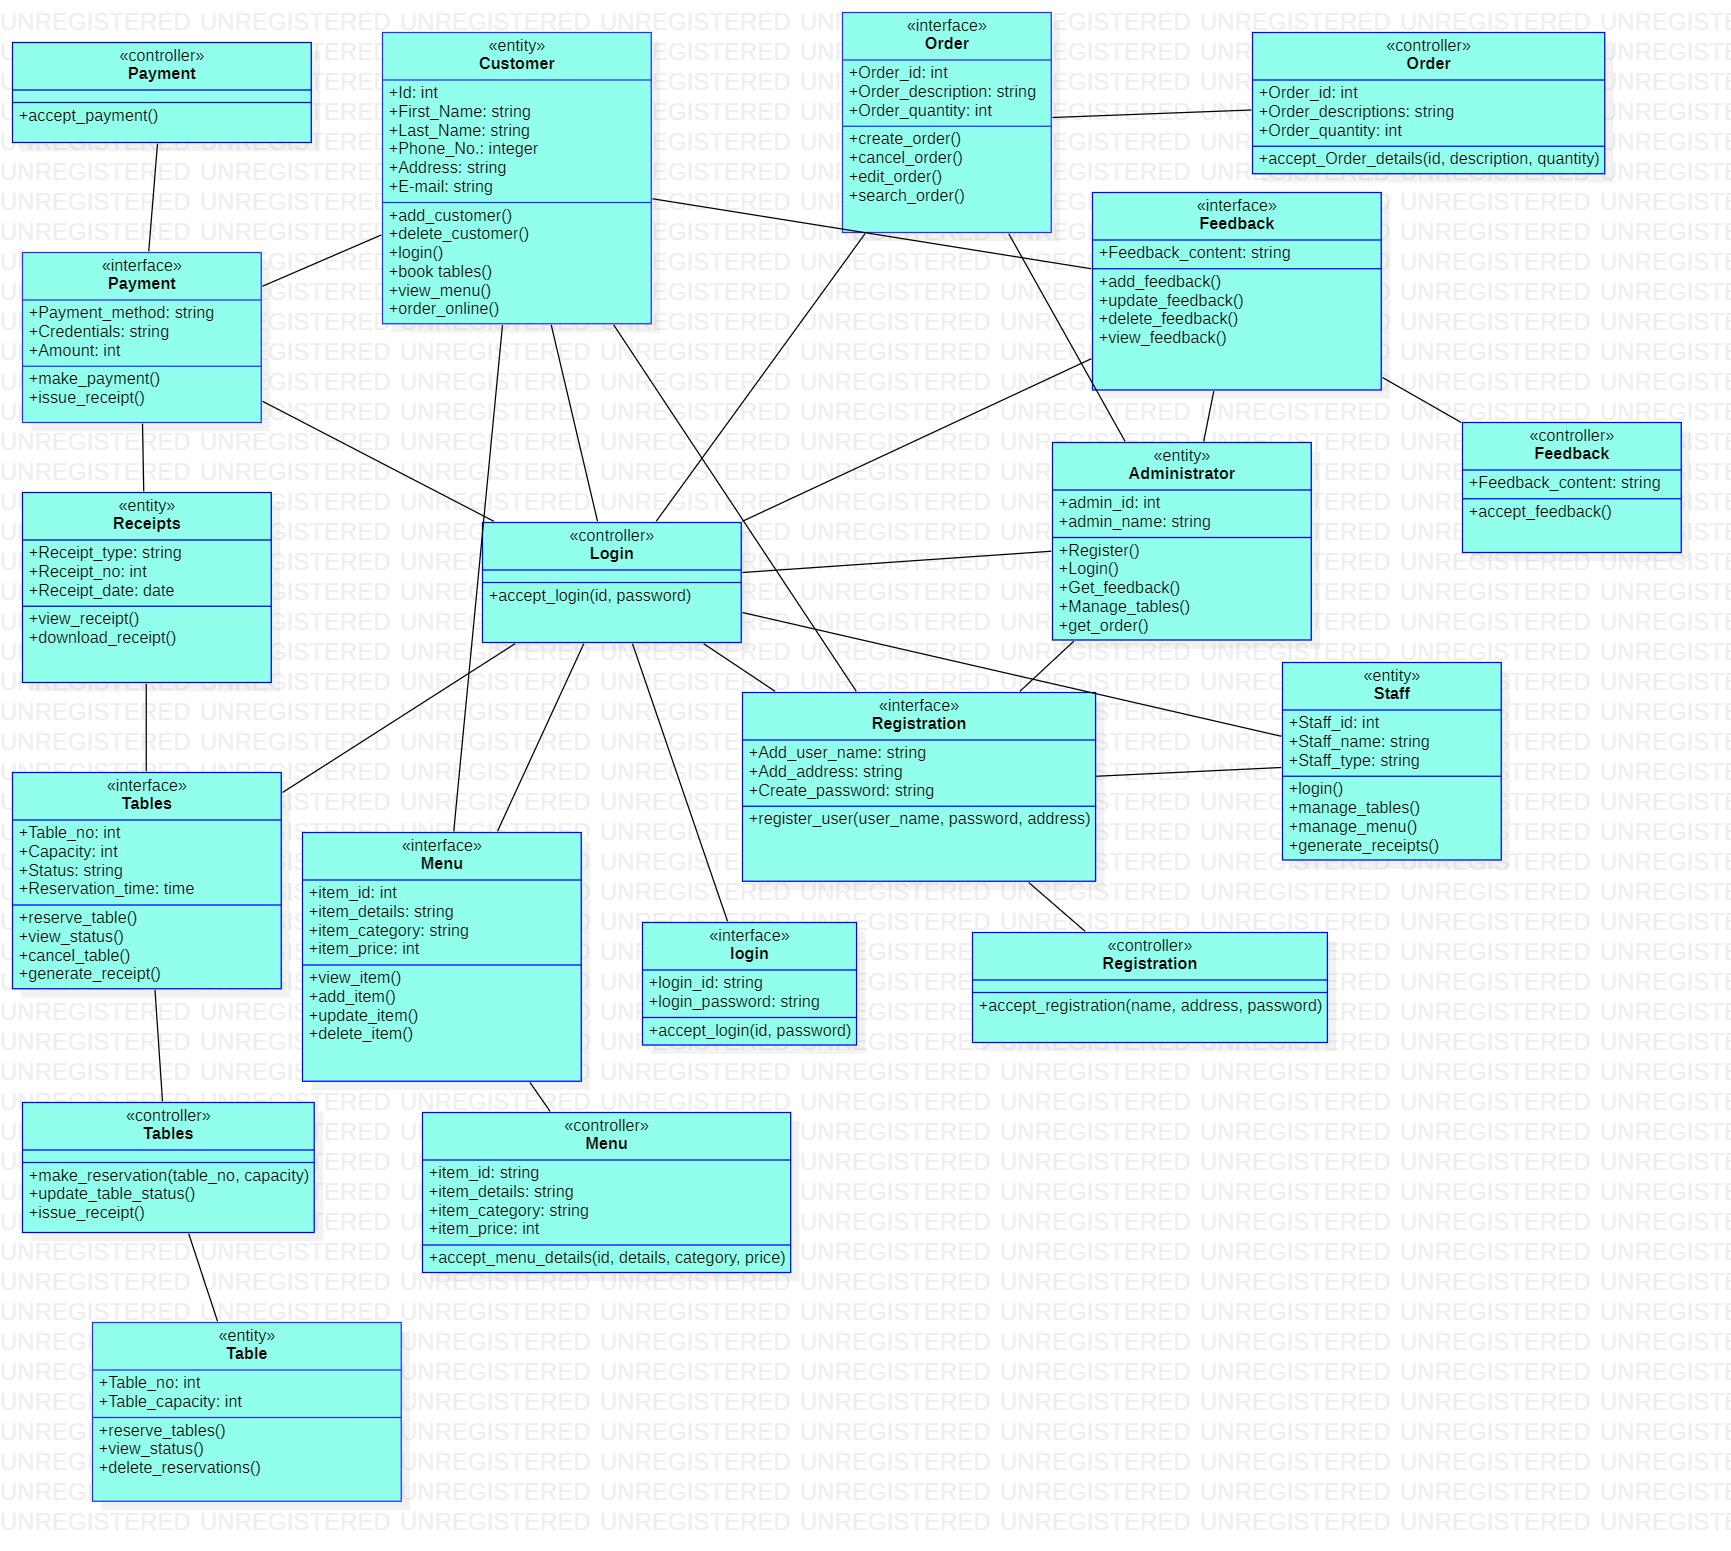 «controller»
Payment
+accept_payment()
«entity»
Customer
+Id: int
+First_Name: string
+Last_Name: string
+Phone_No.: integer
+Address: string
+E-mail: string
+add_customer()
+delete_customer()
+login()
+book tables()
+view_menu()
+order_online()
«interface»
Order
+Order_id: int
+Order_description: string
+Order_quantity: int
+create_order()
+cancel_order()
+edit_order()
+search_order()
«controller»
Order
+Order_id: int
+Order_descriptions: string
+Order_quantity: int
+accept_Order_details(id, description, quantity)
«interface»
Feedback
+Feedback_content: string
+add_feedback()
+update_feedback()
+delete_feedback()
+view_feedback()
«interface»
Payment
+Payment_method: string
+Credentials: string
+Amount: int
+make_payment()
+issue_receipt()
«controller»
Feedback
+Feedback_content: string
+accept_feedback()
«entity»
Administrator
+admin_id: int
+admin_name: string
+Register()
+Login()
+Get_feedback()
+Manage_tables()
+get_order()
«entity»
Receipts
+Receipt_type: string
+Receipt_no: int
+Receipt_date: date
+view_receipt()
+download_receipt()
«controller»
Login
+accept_login(id, password)
«entity»
Staff
+Staff_id: int
+Staff_name: string
+Staff_type: string
+login()
+manage_tables()
+manage_menu()
+generate_receipts()
«interface»
Registration
+Add_user_name: string
+Add_address: string
+Create_password: string
+register_user(user_name, password, address)
«interface»
Tables
+Table_no: int
+Capacity: int
+Status: string
+Reservation_time: time
+reserve_table()
+view_status()
+cancel_table()
+generate_receipt()
«interface»
Menu
+item_id: int
+item_details: string
+item_category: string
+item_price: int
+view_item()
+add_item()
+update_item()
+delete_item()
«interface»
login
+login_id: string
+login_password: string
+accept_login(id, password)
«controller»
Registration
+accept_registration(name, address, password)
«controller»
Tables
+make_reservation(table_no, capacity)
+update_table_status()
+issue_receipt()
«controller»
Menu
+item_id: string
+item_details: string
+item_category: string
+item_price: int
+accept_menu_details(id, details, category, price)
«entity»
Table
+Table_no: int
+Table_capacity: int
+reserve_tables()
+view_status()
+delete_reservations()
UNREGISTERED